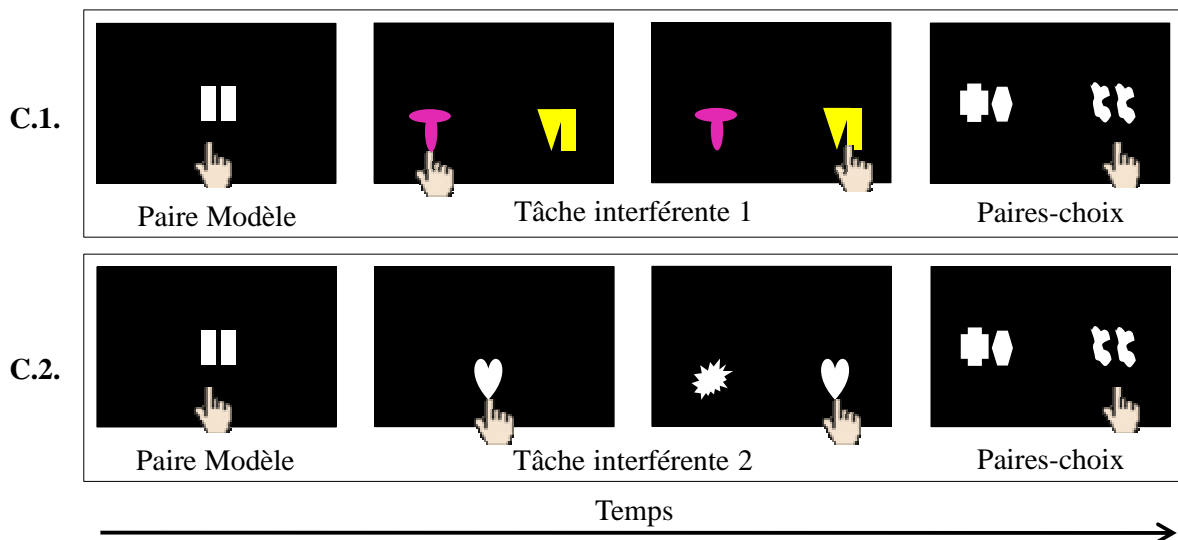 C.1.
Paire Modèle
Tâche interférente 1
Paires-choix
C.2.
Paire Modèle
Tâche interférente 2
Paires-choix
Temps